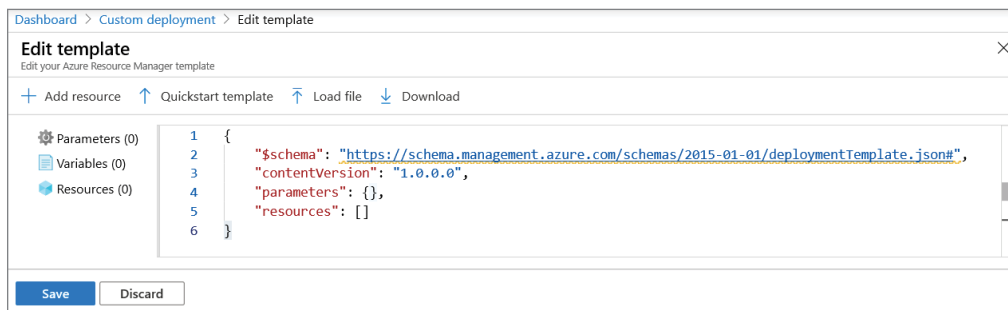 Dashboard > Custom deployment > Edit template
Edit template
Edit your Azure Resource Manager template
Add resource Quickstart template Load file Download
Parameters (0)
Variables (0)
Resources (0)
1 {
2 "$schema": "https://schema.management.azure.com/schemas/2015-01-01/deploymentTemplate.json#",
3 "contentVersion": "1.0.0.0",
4 "parameters": {},
5 "resources": []
6 }
Save Discard